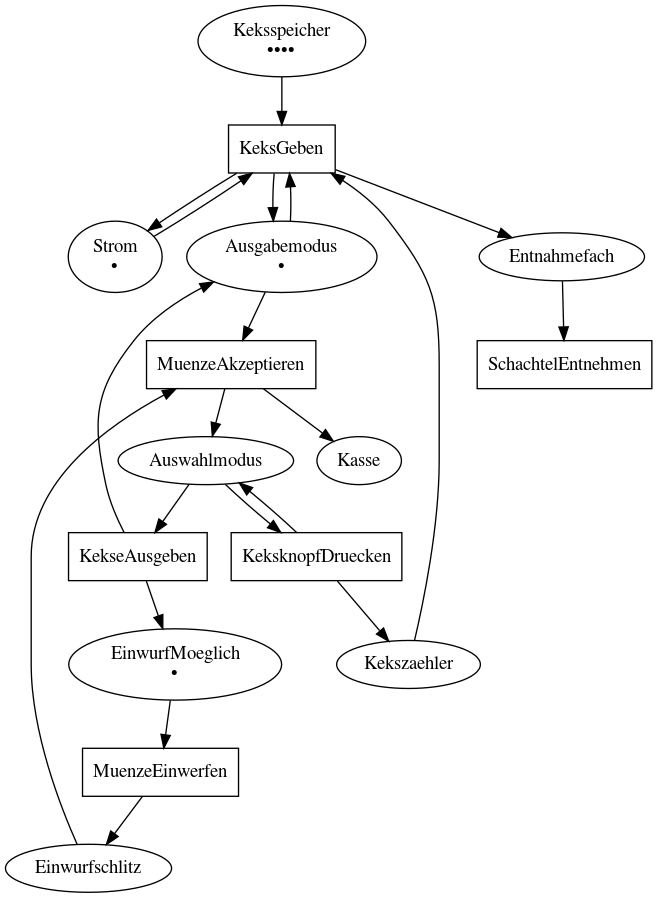 Keksspeicher
••••
KeksGeben
Strom
•
Ausgabemodus
•
Entnahmefach
MuenzeAkzeptieren
SchachtelEntnehmen
Auswahlmodus
Kasse
KekseAusgeben
KeksknopfDruecken
EinwurfMoeglich
•
Kekszaehler
MuenzeEinwerfen
Einwurfschlitz